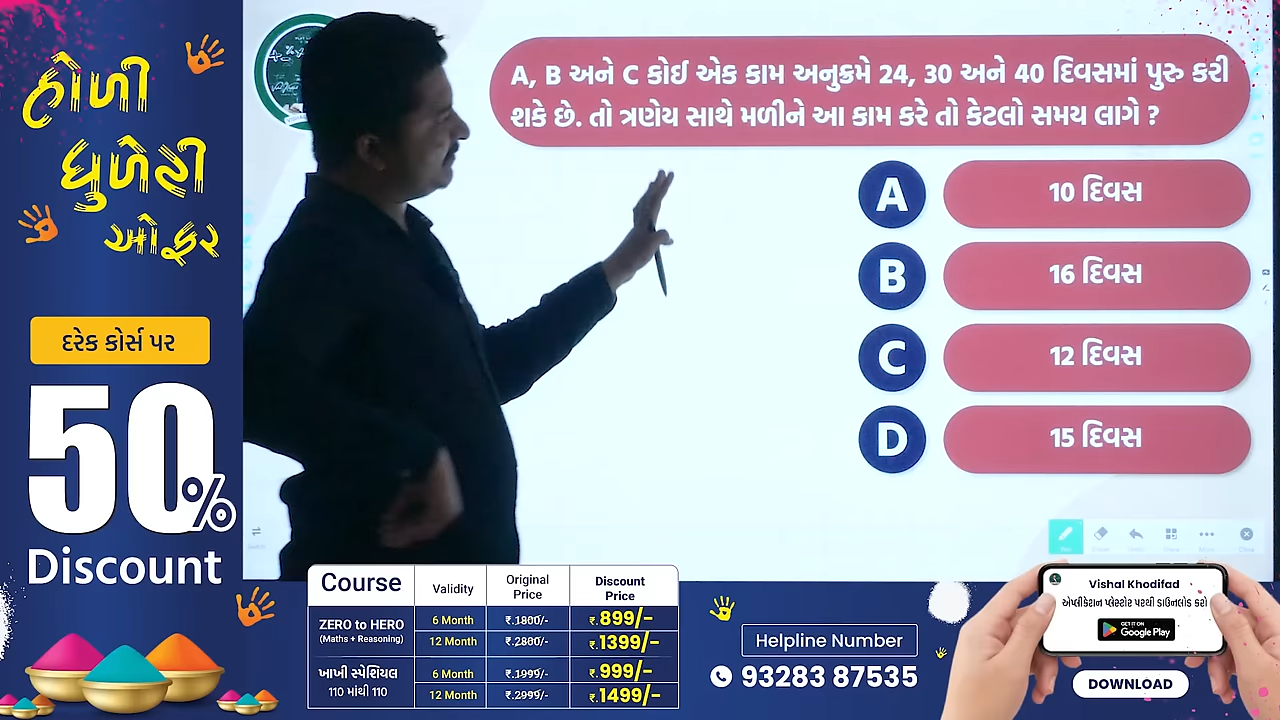 હોળી
ધુળેટી
ઓફર
દરેક કોર્સ પર
50%
Discount
A, B અને C કોઈ એક કામ અનુક્રમે 24, 30 અને 40 દિવસમાં પુરુ કરી
શકે છે. તો ત્રણેય સાથે મળીને આ કામ કરે તો કેટલો સમય લાગે ?
A 10 દિવસ
B 16 દિવસ
C 12 દિવસ
D 15 દિવસ
Course Validity Original Price Discount Price
ZERO to HERO
(Maths + Reasoning)
6 Month ₹.1800/- ₹.899/-
12 Month ₹.2800/- ₹.1399/-
ખાખી સ્પેશિયલ
110 માંથી 110
6 Month ₹.1999/- ₹.999/-
12 Month ₹.2999/- ₹.1499/-
Helpline Number
93283 87535
Vishal Khodifad
એપ્લીકેશન પ્લેસ્ટોર પરથી ડાઉનલોડ કરો
GET IT ON
Google Play
DOWNLOAD